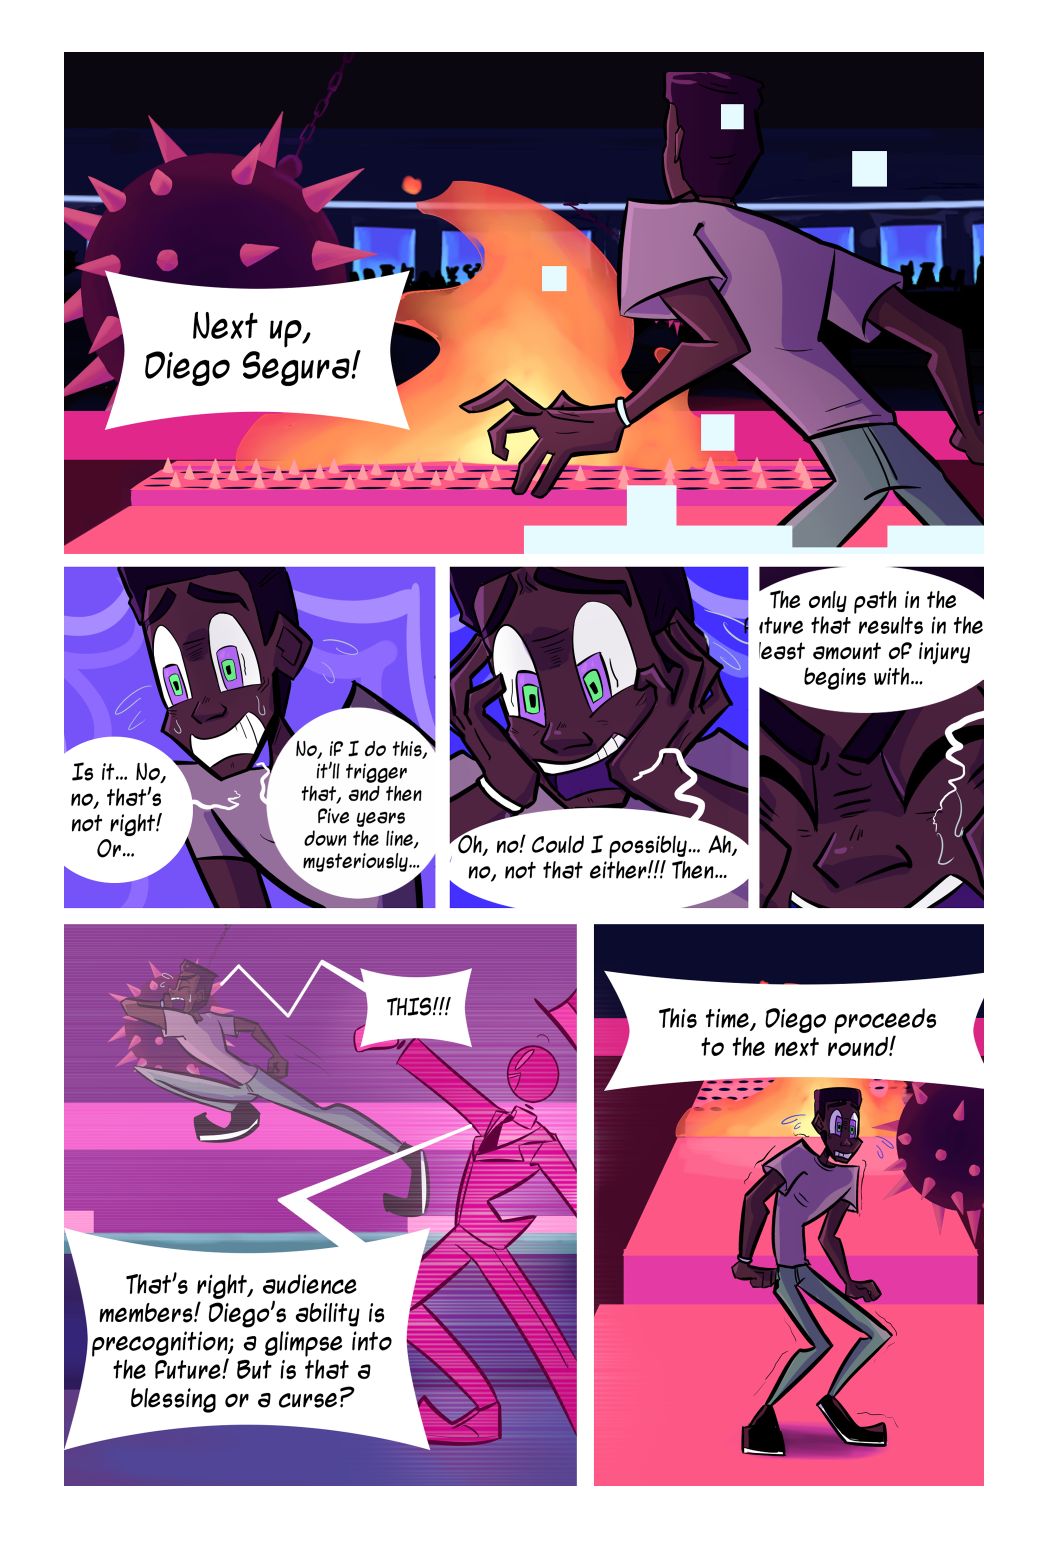 Next up,
Diego Segura!
Is it... No,
no, that's
not right!
Or...
No, if I do this,
it'll trigger
that, and then
five years
down the line,
mysteriously...
Oh, no! Could I possibly... Ah,
no, not that either!!! Then...
The only path in the
future that results in the
least amount of injury
begins with...
THIS!!!
That's right, audience
members! Diego's ability is
precognition; a glimpse into
the future! But is that a
blessing or a curse?
This time, Diego proceeds
to the next round!